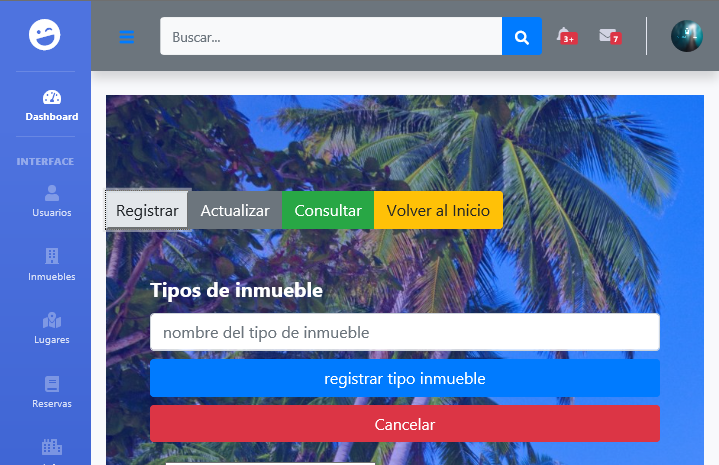 Buscar...
3+
7
Dashboard
INTERFACE
Usuarios
Inmuebles
Lugares
Reservas
Registrar Actualizar Consultar Volver al Inicio
Tipos de inmueble
nombre del tipo de inmueble
registrar tipo inmueble
Cancelar